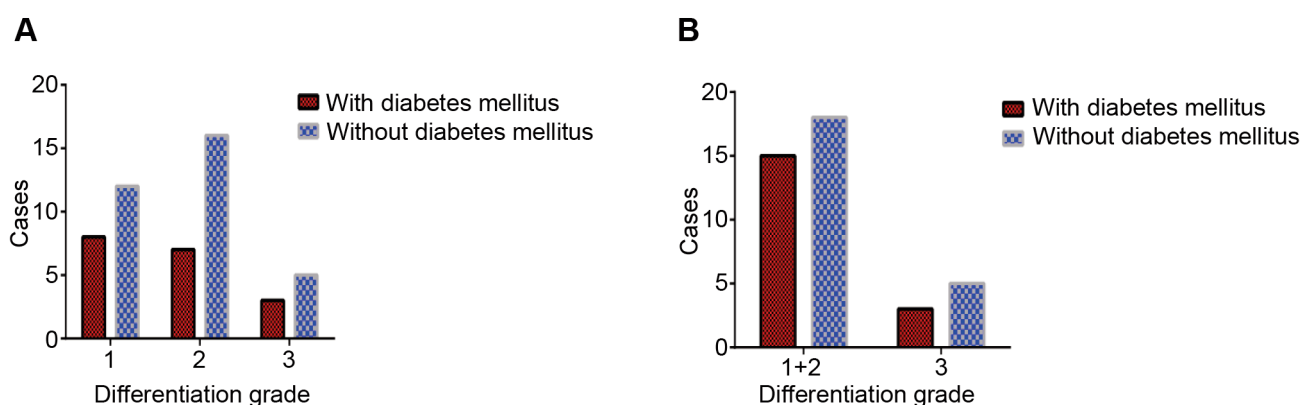 A
20
15
10
5
0
Cases
1 2 3
Differentiation grade
With diabetes mellitus
Without diabetes mellitus
B
20
15
10
5
0
Cases
1+2 3
Differentiation grade
With diabetes mellitus
Without diabetes mellitus